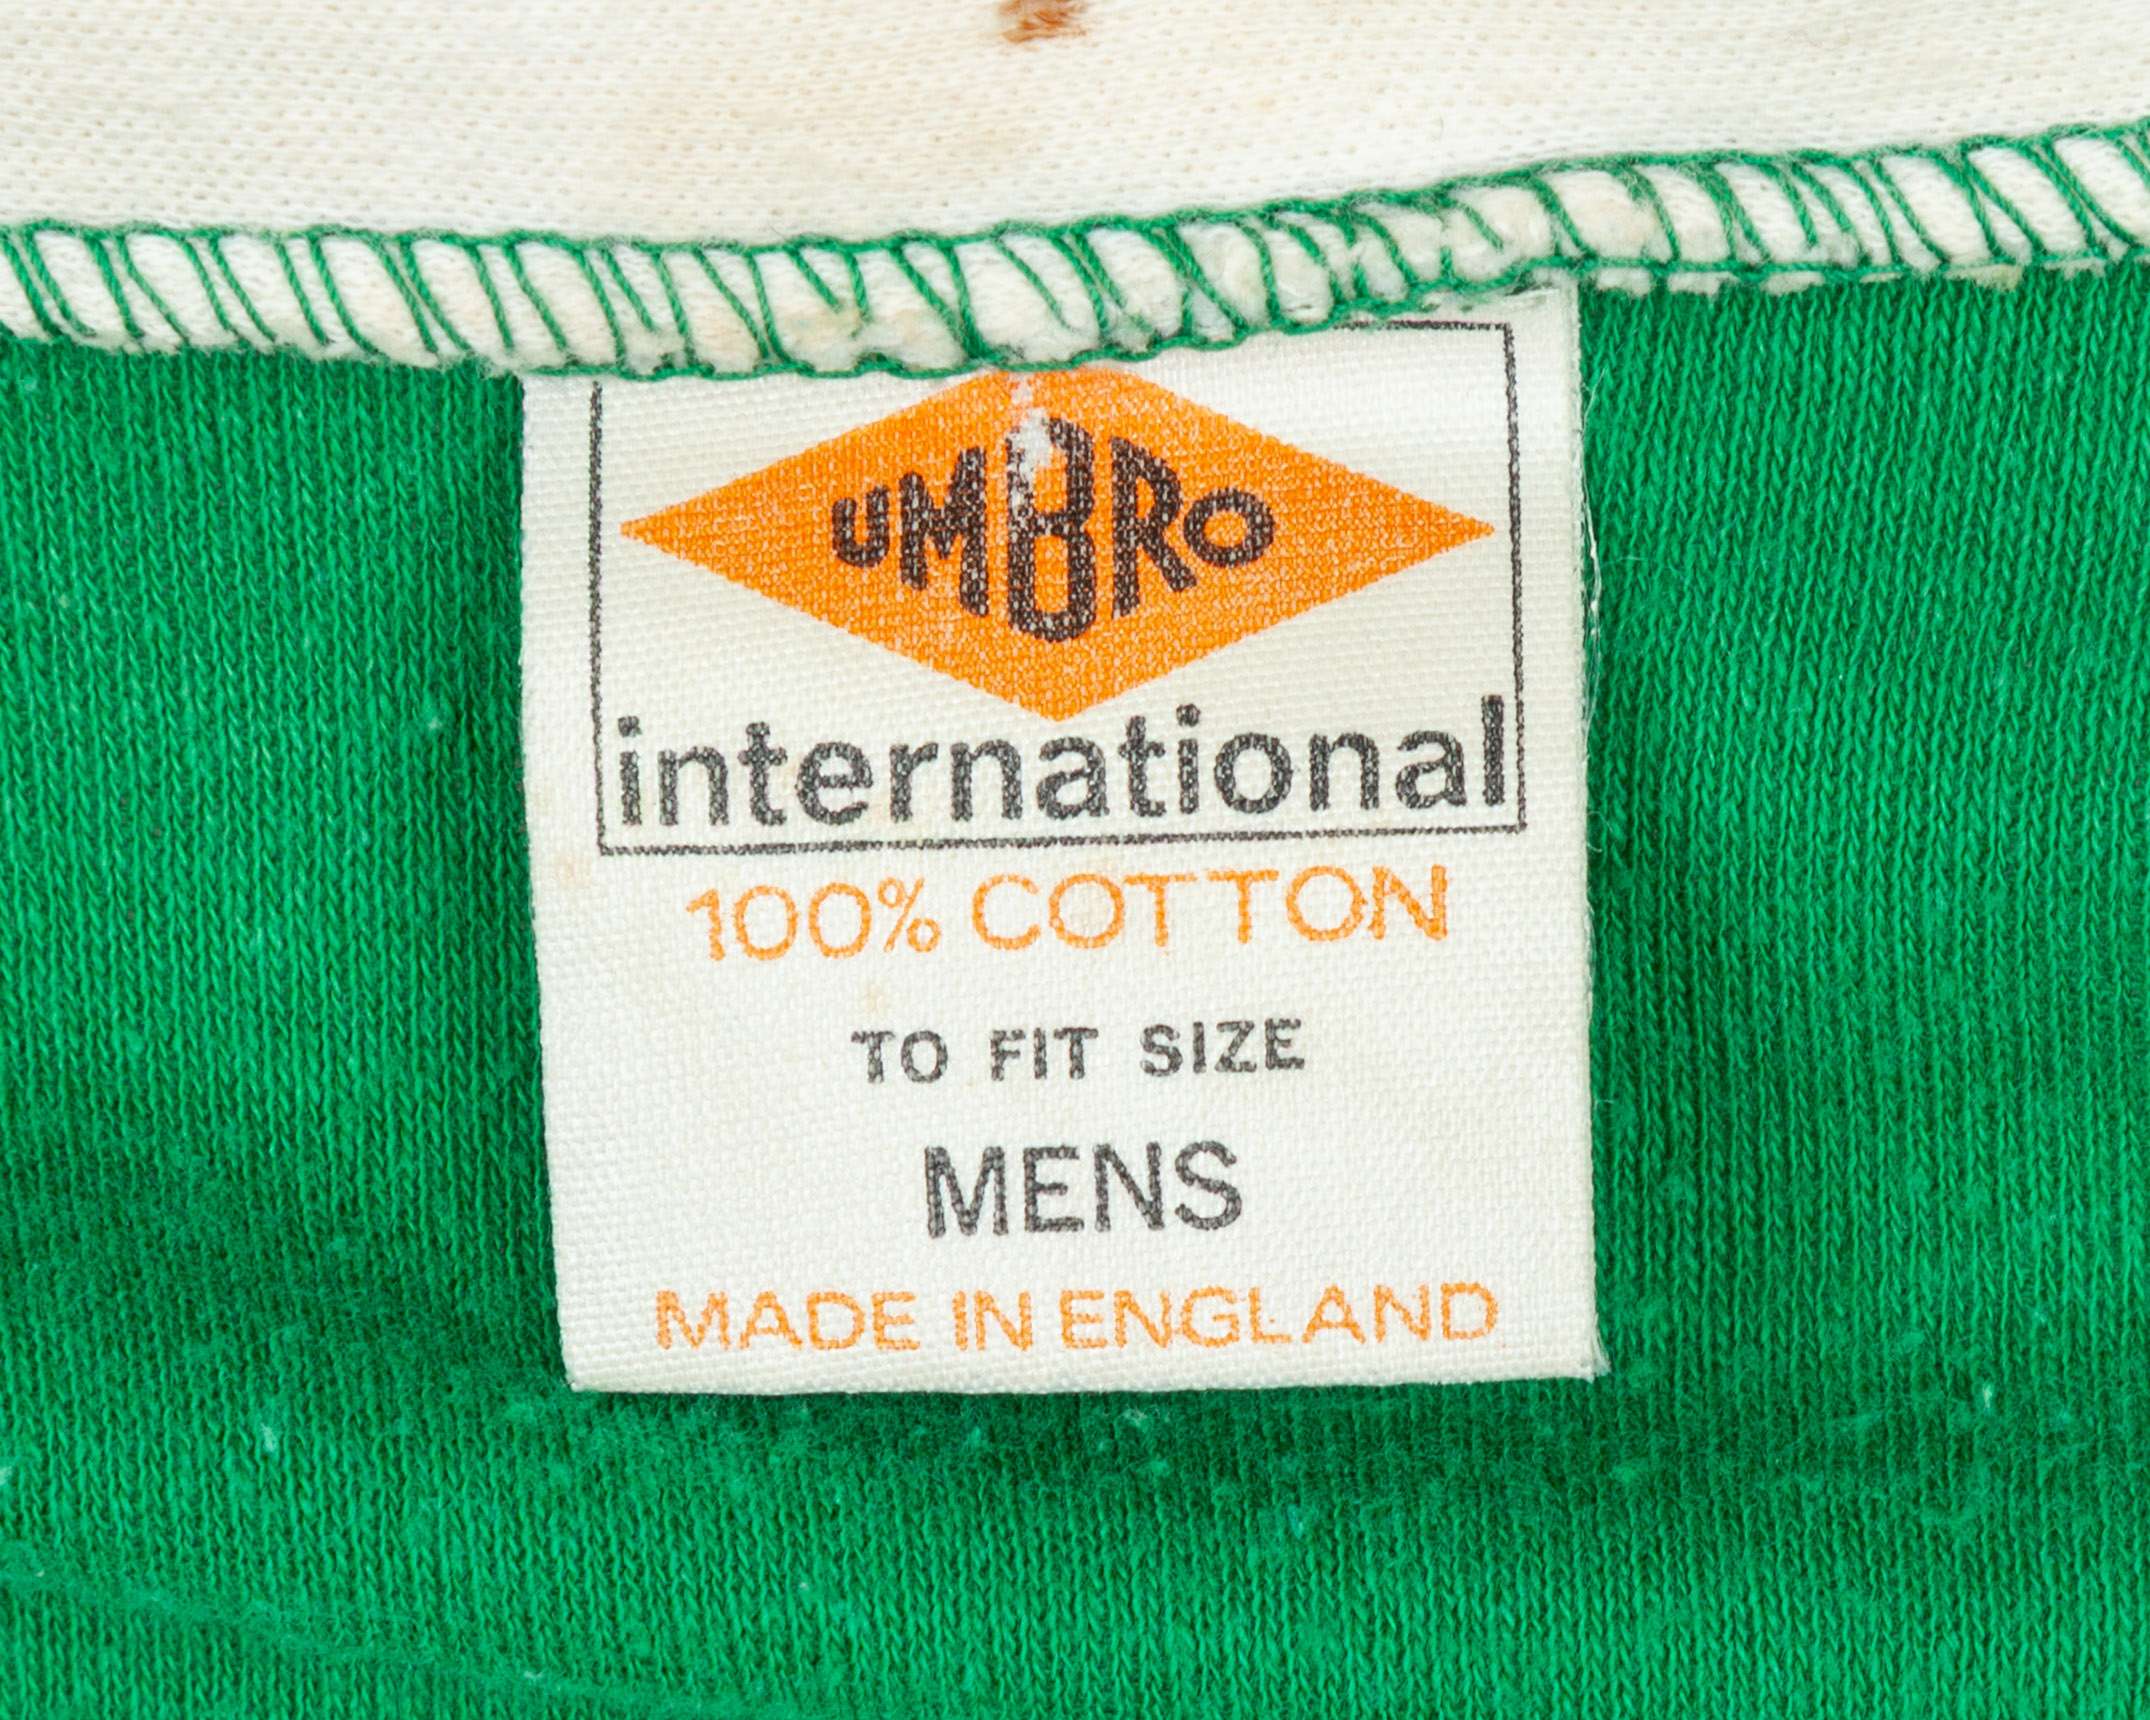 UMBRO
international
100% COTTON
TO FIT SIZE
MENS
MADE IN ENGLAND